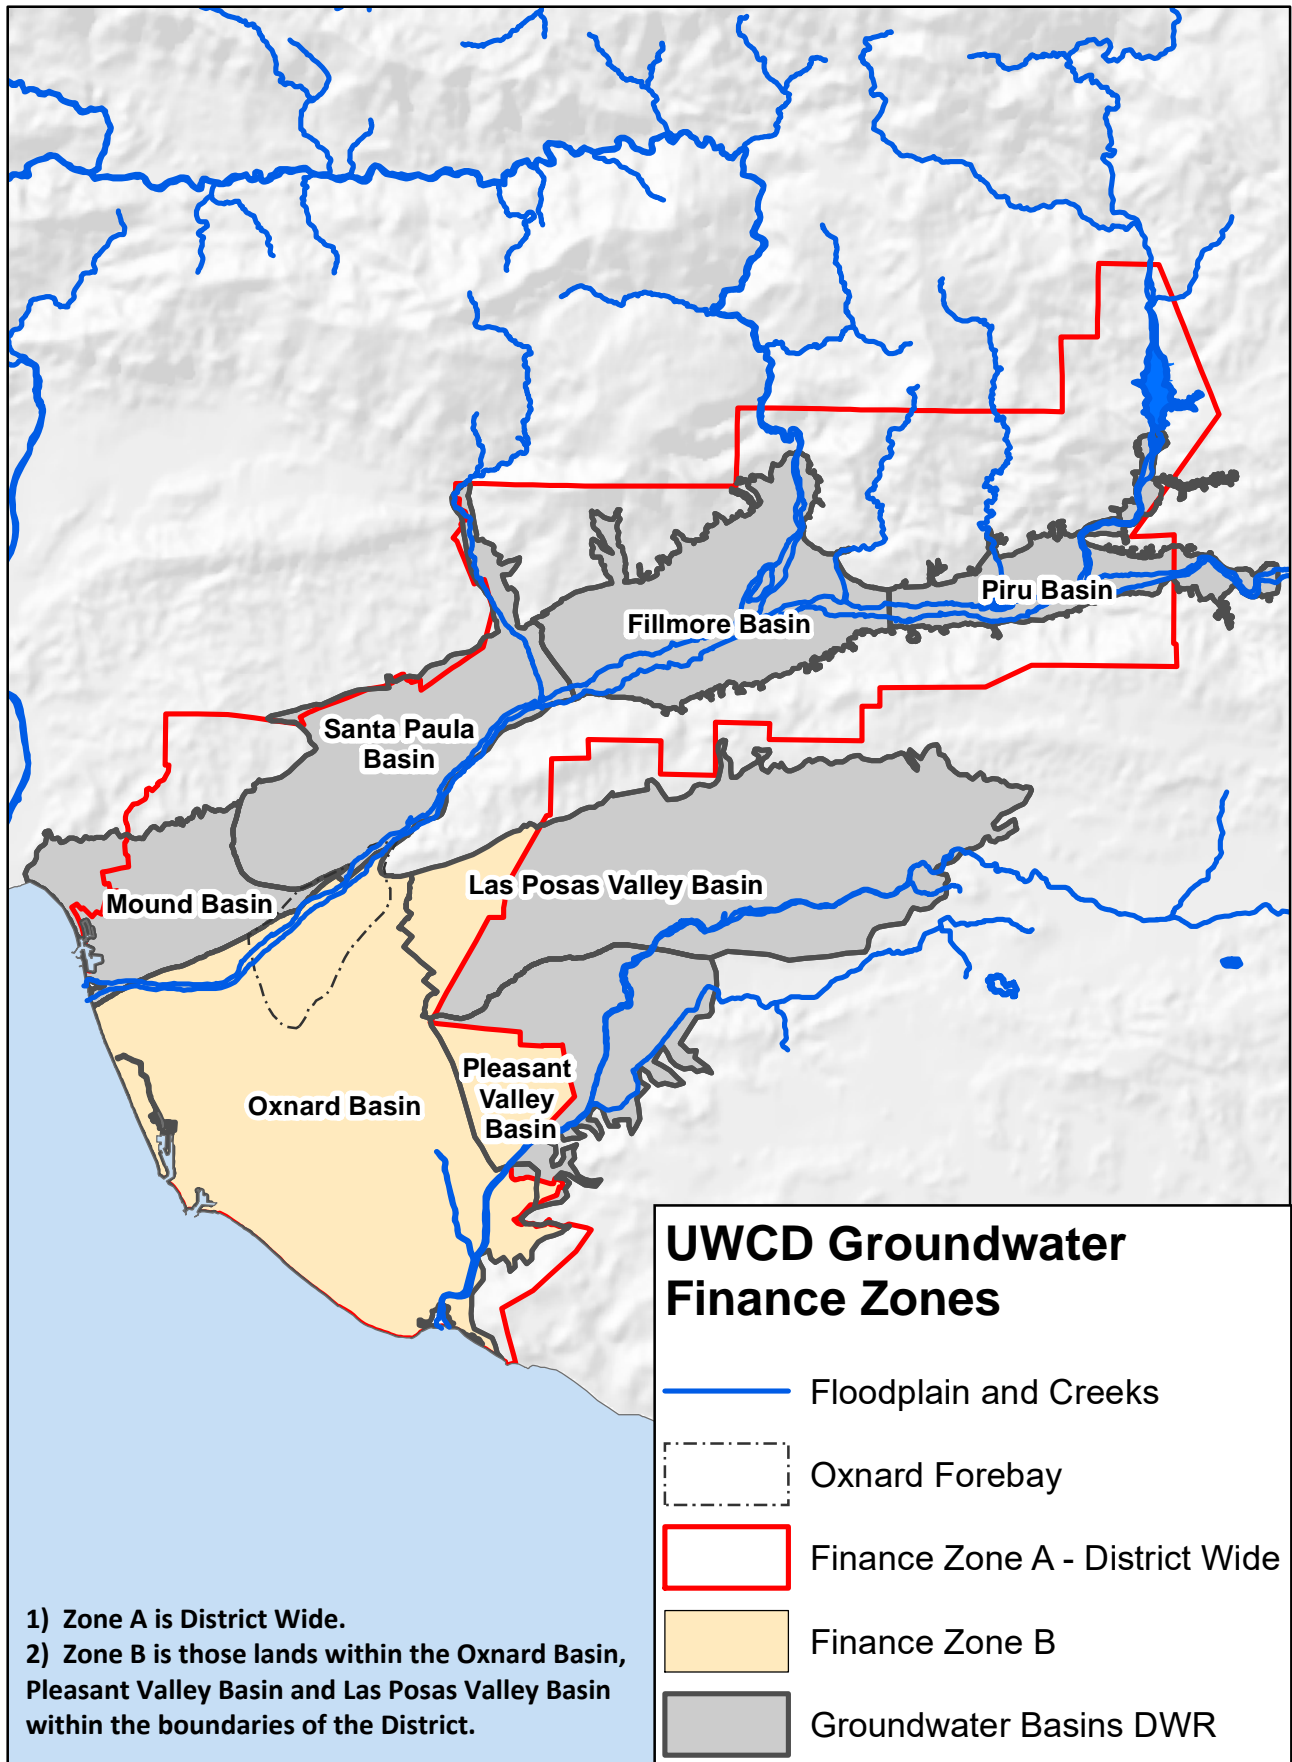 Piru Basin
Fillmore Basin
Santa Paula
Basin
Las Posas Valley Basin
Mound Basin
Pleasant
Valley
Basin
Oxnard Basin
UWCD Groundwater
Finance Zones
Floodplain and Creeks
Oxnard Forebay
Finance Zone A - District Wide
Finance Zone B
Groundwater Basins DWR
1) Zone A is District Wide.
2) Zone B is those lands within the Oxnard Basin,
Pleasant Valley Basin and Las Posas Valley Basin
within the boundaries of the District.